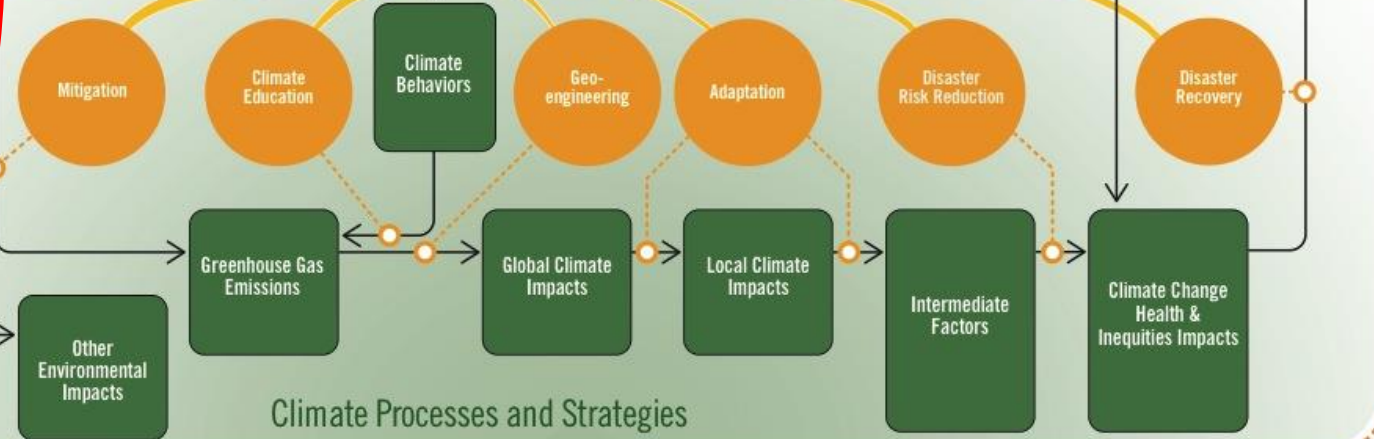 Mitigation
Climate
Education
Climate
Behaviors
Geo-
engineering
Adaptation
Disaster
Risk Reduction
Disaster
Recovery
Greenhouse Gas
Emissions
Global Climate
Impacts
Local Climate
Impacts
Intermediate
Factors
Climate Change
Health &
Inequities Impacts
Other
Environmental
Impacts
Climate Processes and Strategies